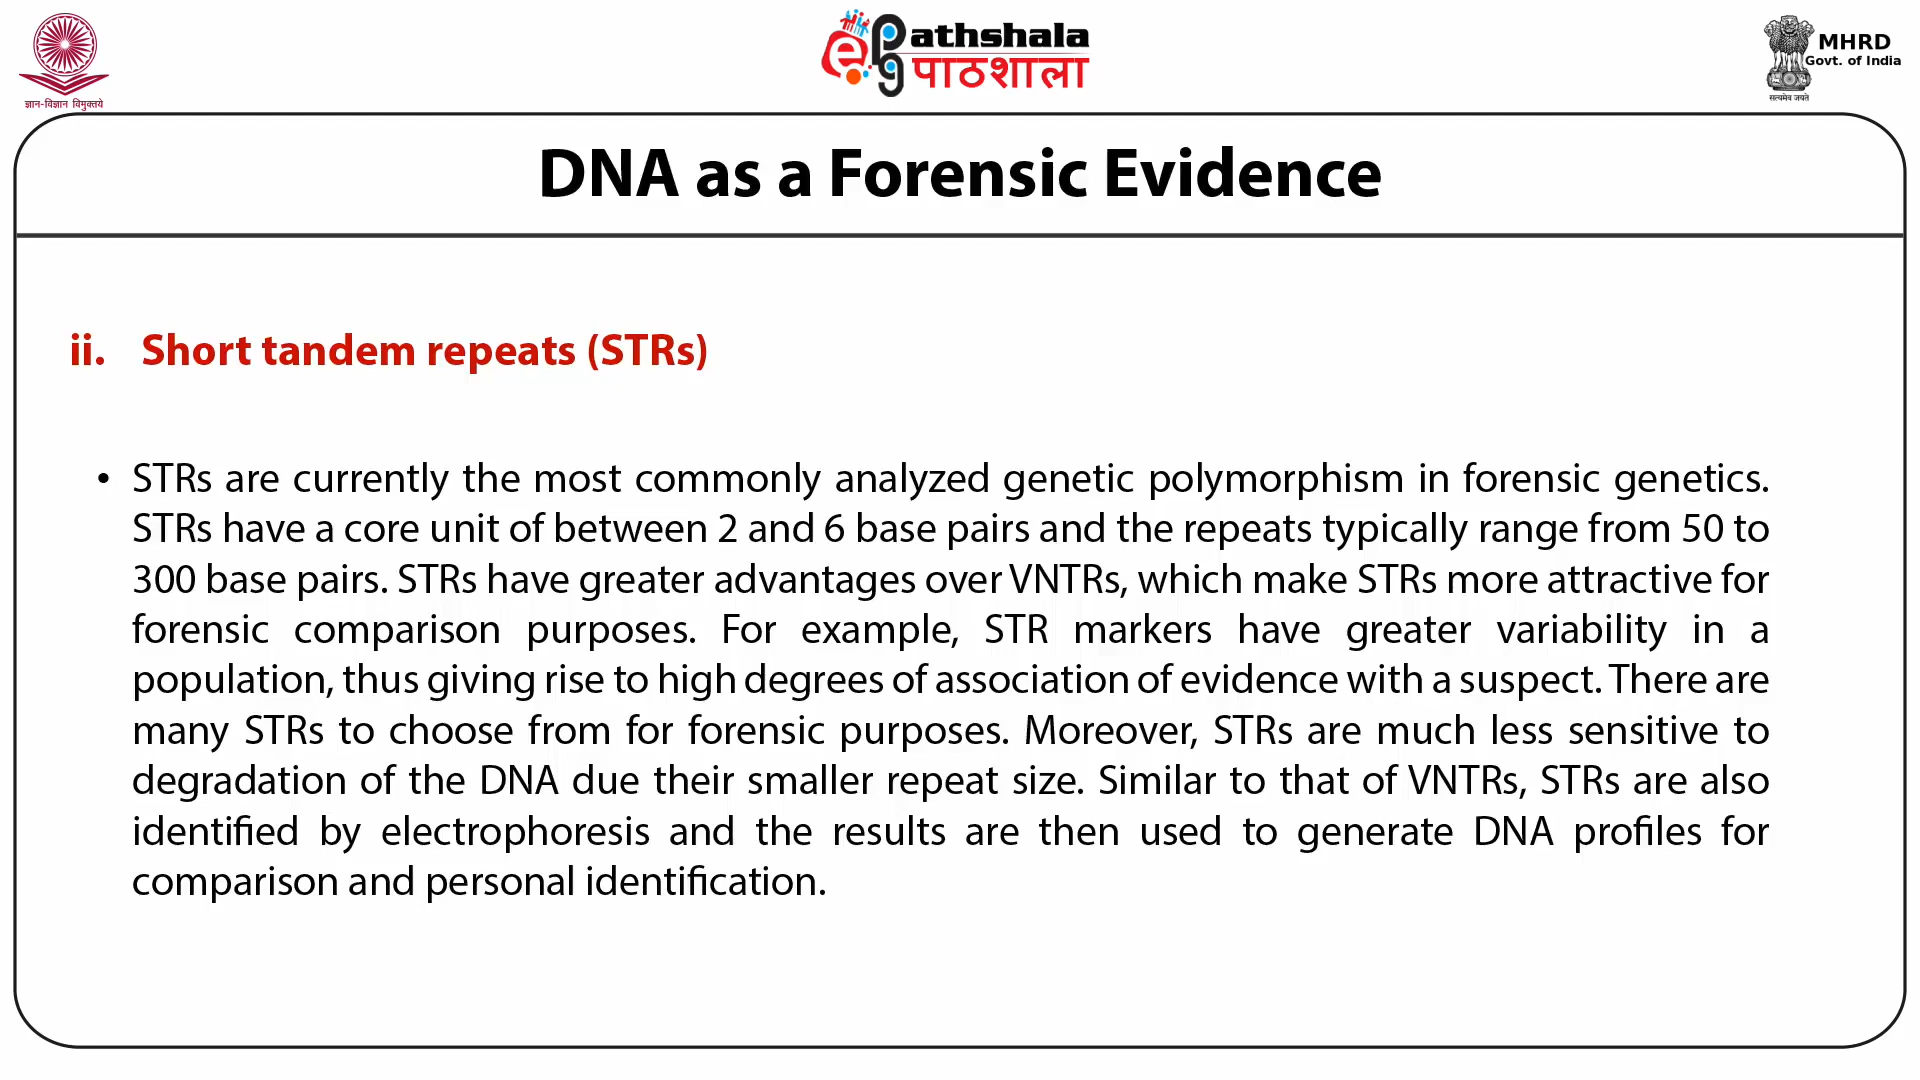 ज्ञान-विज्ञान विमुक्तये
ePathshala
पाठशाला
MHRD
Govt. of India
सत्यमेव जयते
DNA as a Forensic Evidence
ii. Short tandem repeats (STRs)
• STRs are currently the most commonly analyzed genetic polymorphism in forensic genetics.
STRs have a core unit of between 2 and 6 base pairs and the repeats typically range from 50 to
300 base pairs. STRs have greater advantages over VNTRs, which make STRs more attractive for
forensic comparison purposes. For example, STR markers have greater variability in a
population, thus giving rise to high degrees of association of evidence with a suspect. There are
many STRs to choose from for forensic purposes. Moreover, STRs are much less sensitive to
degradation of the DNA due their smaller repeat size. Similar to that of VNTRs, STRs are also
identified by electrophoresis and the results are then used to generate DNA profiles for
comparison and personal identification.